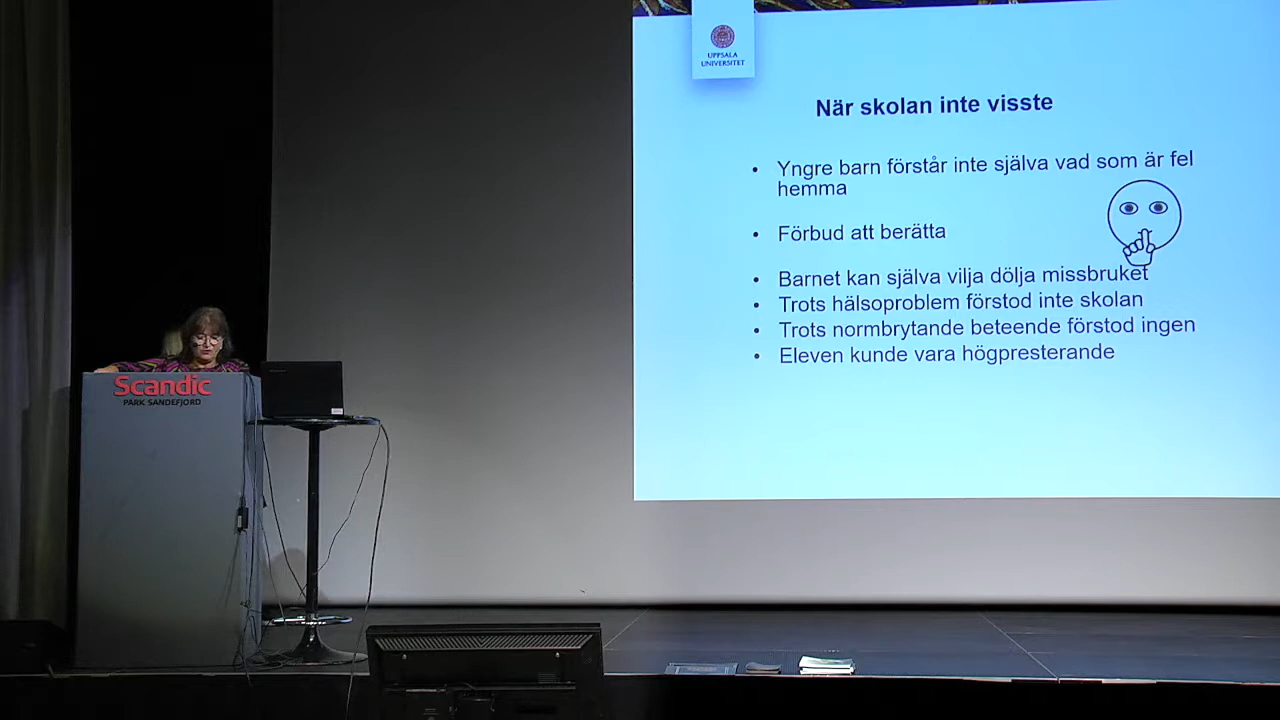 UPPSALA
UNIVERSITET
När skolan inte visste
• Yngre barn förstår inte själva vad som är fel
hemma
• Förbud att berätta
• Barnet kan själva vilja dölja missbruket
• Trots hälsoproblem förstod inte skolan
• Trots normbrytande beteende förstod ingen
• Eleven kunde vara högpresterande
Scandic
PARK SANDEFJORD